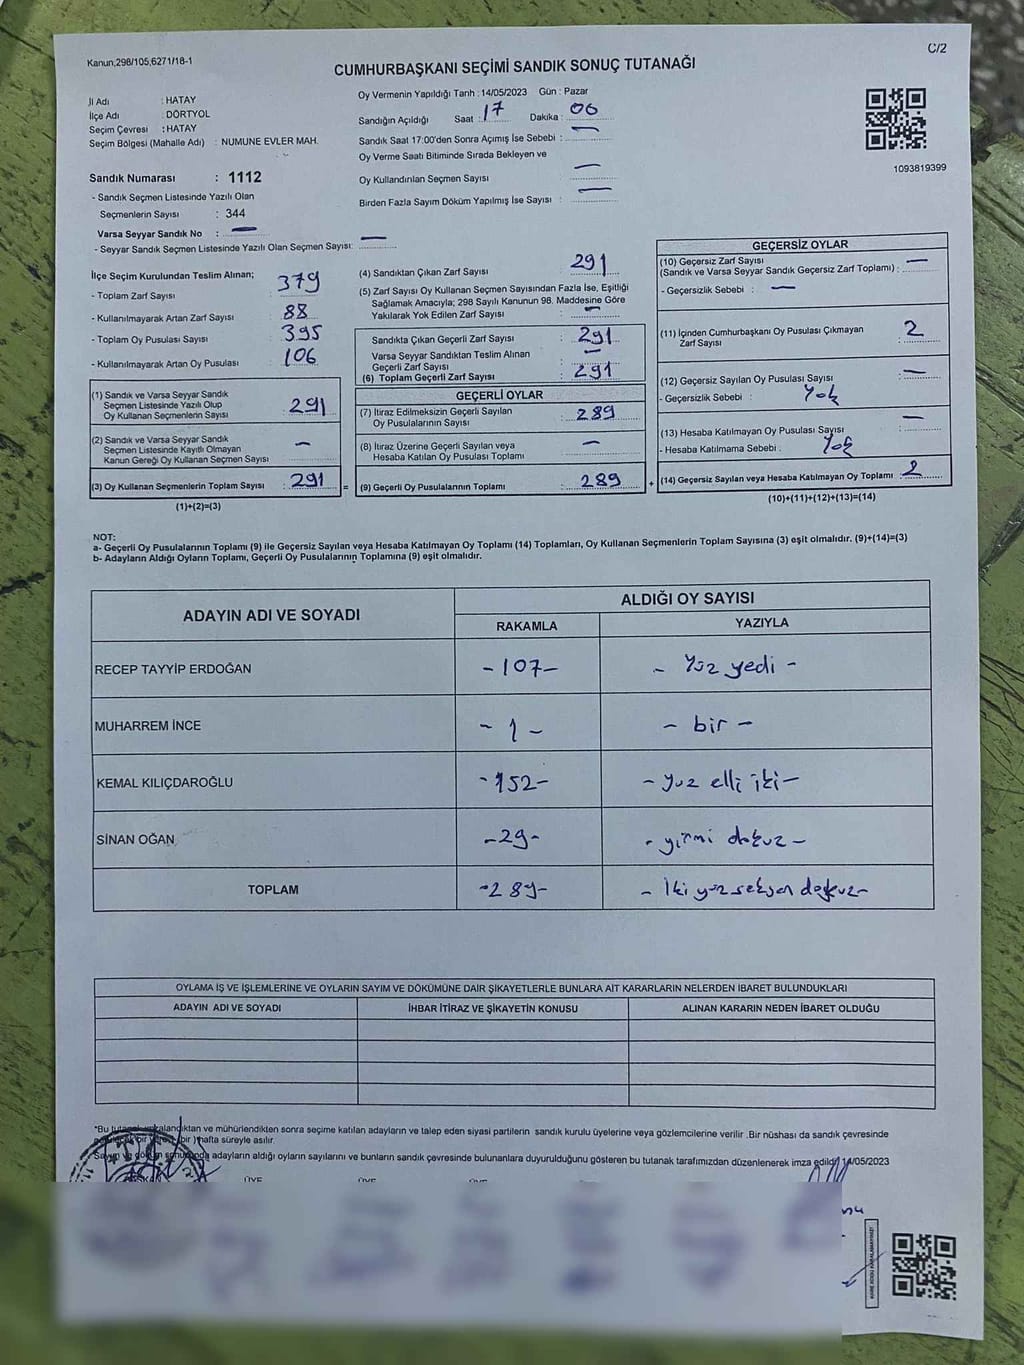 Kanun,298/105,6271/18-1
C/2
CUMHURBAŞKANI SEÇİMİ SANDIK SONUÇ TUTANAĞI
İl Adı : HATAY
İlçe Adı : DÖRTYOL
Seçim Çevresi : HATAY
Seçim Bölgesi (Mahalle Adı) : NUMUNE EVLER MAH.
Sandık Numarası : 1112
- Sandık Seçmen Listesinde Yazılı Olan
Seçmenlerin Sayısı : 344
Varsa Seyyar Sandık No : —
- Seyyar Sandık Seçmen Listesinde Yazılı Olan Seçmen Sayısı: —
Oy Vermenin Yapıldığı Tarih : 14/05/2023 Gün : Pazar
Sandığın Açıldığı Saat : 17 Dakika : 06
Sandık Saat 17:00'den Sonra Açımış İse Sebebi : —
Oy Verme Saati Bitiminde Sırada Bekleyen ve
Oy Kullandırılan Seçmen Sayısı —
Birden Fazla Sayım Döküm Yapılmış İse Sayısı : —
1093819399
İlçe Seçim Kurulundan Teslim Alınan;
- Toplam Zarf Sayısı 379
- Kullanılmayarak Artan Zarf Sayısı : 88
- Toplam Oy Pusulası Sayısı : 395
- Kullanılmayarak Artan Oy Pusulası : 106
(1) Sandık ve Varsa Seyyar Sandık
Seçmen Listesinde Yazılı Olup
Oy Kullanan Seçmenlerin Sayısı : 291
(2) Sandık ve Varsa Seyyar Sandık
Seçmen Listesinde Kayıtlı Olmayan
Kanun Gereği Oy Kullanan Seçmen Sayısı : —
(3) Oy Kullanan Seçmenlerin Toplam Sayısı : 291 =
(1)+(2)=(3)
(4) Sandıktan Çıkan Zarf Sayısı : 291
(5) Zarf Sayısı Oy Kullanan Seçmen Sayısından Fazla İse, Eşitliği
Sağlamak Amacıyla; 298 Sayılı Kanunun 98. Maddesine Göre
Yakılarak Yok Edilen Zarf Sayısı : —
Sandıkta Çıkan Geçerli Zarf Sayısı : 291
Varsa Seyyar Sandıktan Teslim Alınan
Geçerli Zarf Sayısı : —
(6) Toplam Geçerli Zarf Sayısı : 291
GEÇERLİ OYLAR
(7) İtiraz Edilmeksizin Geçerli Sayılan
Oy Pusulalarının Sayısı : 289
(8) İtiraz Üzerine Geçerli Sayılan veya
Hesaba Katılan Oy Pusulası Toplamı : —
(9) Geçerli Oy Pusulalarının Toplamı : 289 +
GEÇERSİZ OYLAR
(10) Geçersiz Zarf Sayısı
(Sandık ve Varsa Seyyar Sandık Geçersiz Zarf Toplamı) : —
- Geçersizlik Sebebi : —
(11) İçinden Cumhurbaşkanı Oy Pusulası Çıkmayan
Zarf Sayısı : 2
(12) Geçersiz Sayılan Oy Pusulası Sayısı : —
- Geçersizlik Sebebi : Yok
(13) Hesaba Katılmayan Oy Pusulası Sayısı : —
- Hesaba Katılmama Sebebi : Yok
(14) Geçersiz Sayılan veya Hesaba Katılmayan Oy Toplamı : 2
(10)+(11)+(12)+(13)=(14)
NOT:
a- Geçerli Oy Pusulalarının Toplamı (9) ile Geçersiz Sayılan veya Hesaba Katılmayan Oy Toplamı (14) Toplamları, Oy Kullanan Seçmenlerin Toplam Sayısına (3) eşit olmalıdır. (9)+(14)=(3)
b- Adayların Aldığı Oyların Toplamı, Geçerli Oy Pusulalarının Toplamına (9) eşit olmalıdır.
ADAYIN ADI VE SOYADI ALDIĞI OY SAYISI
RAKAMLA YAZIYLA
RECEP TAYYİP ERDOĞAN -107- - Yüz yedi -
MUHARREM İNCE - 1 - - bir -
KEMAL KILIÇDAROĞLU -152- - yüz elli iki -
SİNAN OĞAN -29- - yirmi dokuz -
TOPLAM -289- - İki yüz seksen dokuz -
OYLAMA İŞ VE İŞLEMLERİNE VE OYLARIN SAYIM VE DÖKÜMÜNE DAİR ŞİKAYETLERLE BUNLARA AİT KARARLARIN NELERDEN İBARET BULUNDUKLARI
ADAYIN ADI VE SOYADI İHBAR İTİRAZ VE ŞİKAYETİN KONUSU ALINAN KARARIN NEDEN İBARET OLDUĞU
*Bu tutanak imzalandıktan ve mühürlendikten sonra seçime katılan adayların ve talep eden siyasi partilerin sandık kurulu üyelerine veya gözlemcilerine verilir .Bir nüshası da sandık çevresinde
bir yere (bir) hafta süreyle asılır.
Sayım ve döküm sonucunda adayların aldığı oyların sayılarını ve bunların sandık çevresinde bulunanlara duyurulduğunu gösteren bu tutanak tarafımızdan düzenlenerek imza edildi 14/05/2023
BAŞKAN ÜYE ÜYE ÜYE